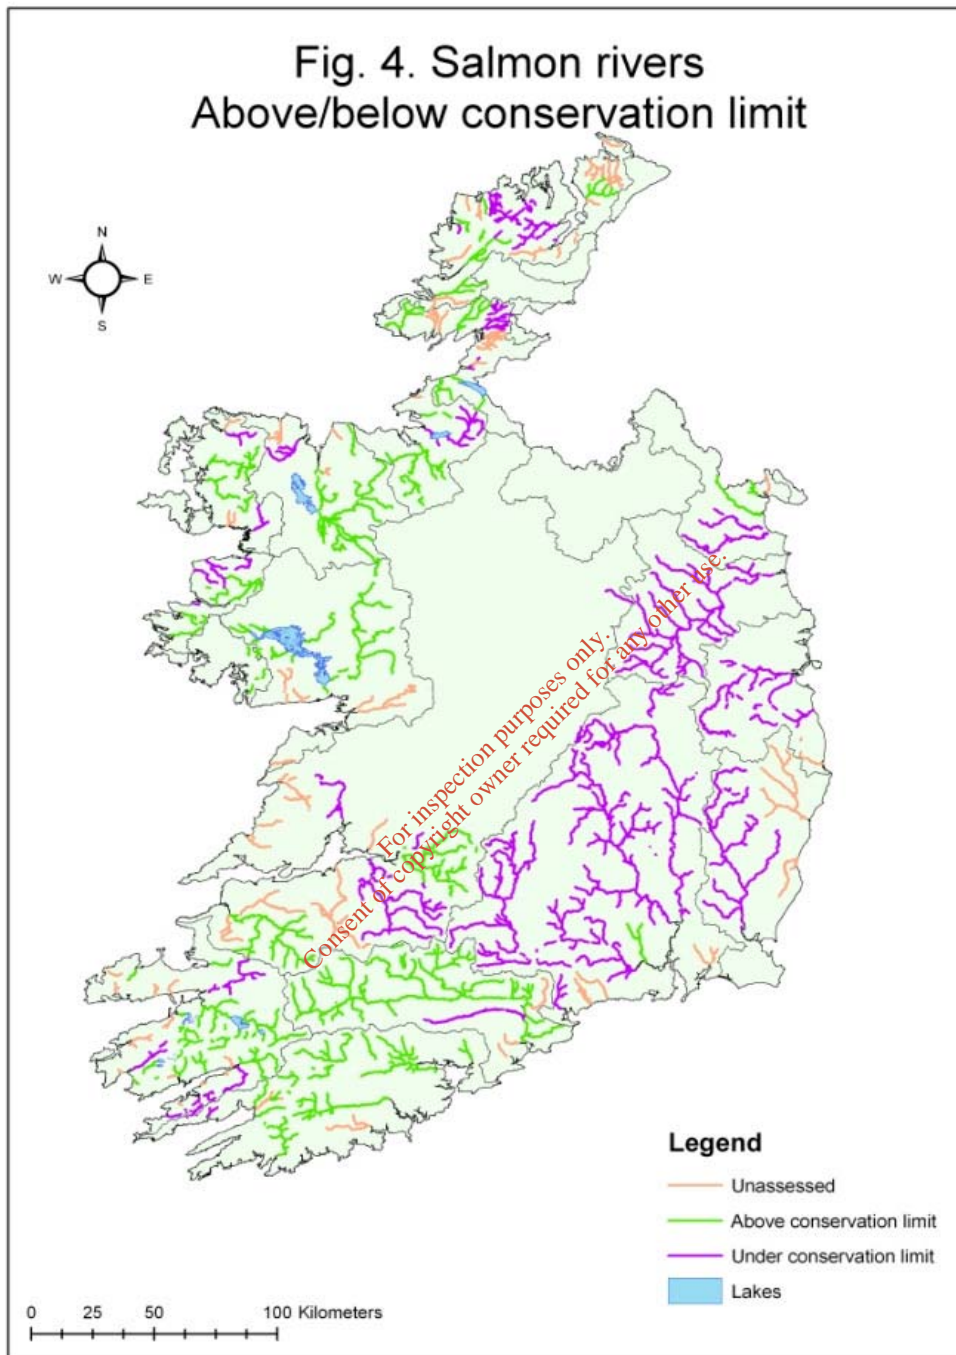 Fig. 4. Salmon rivers
Above/below conservation limit
N
W E
S
For inspection purposes only.
Consent of copyright owner required for any other use.
Legend
Unassessed
Above conservation limit
Under conservation limit
Lakes
0 25 50 100 Kilometers